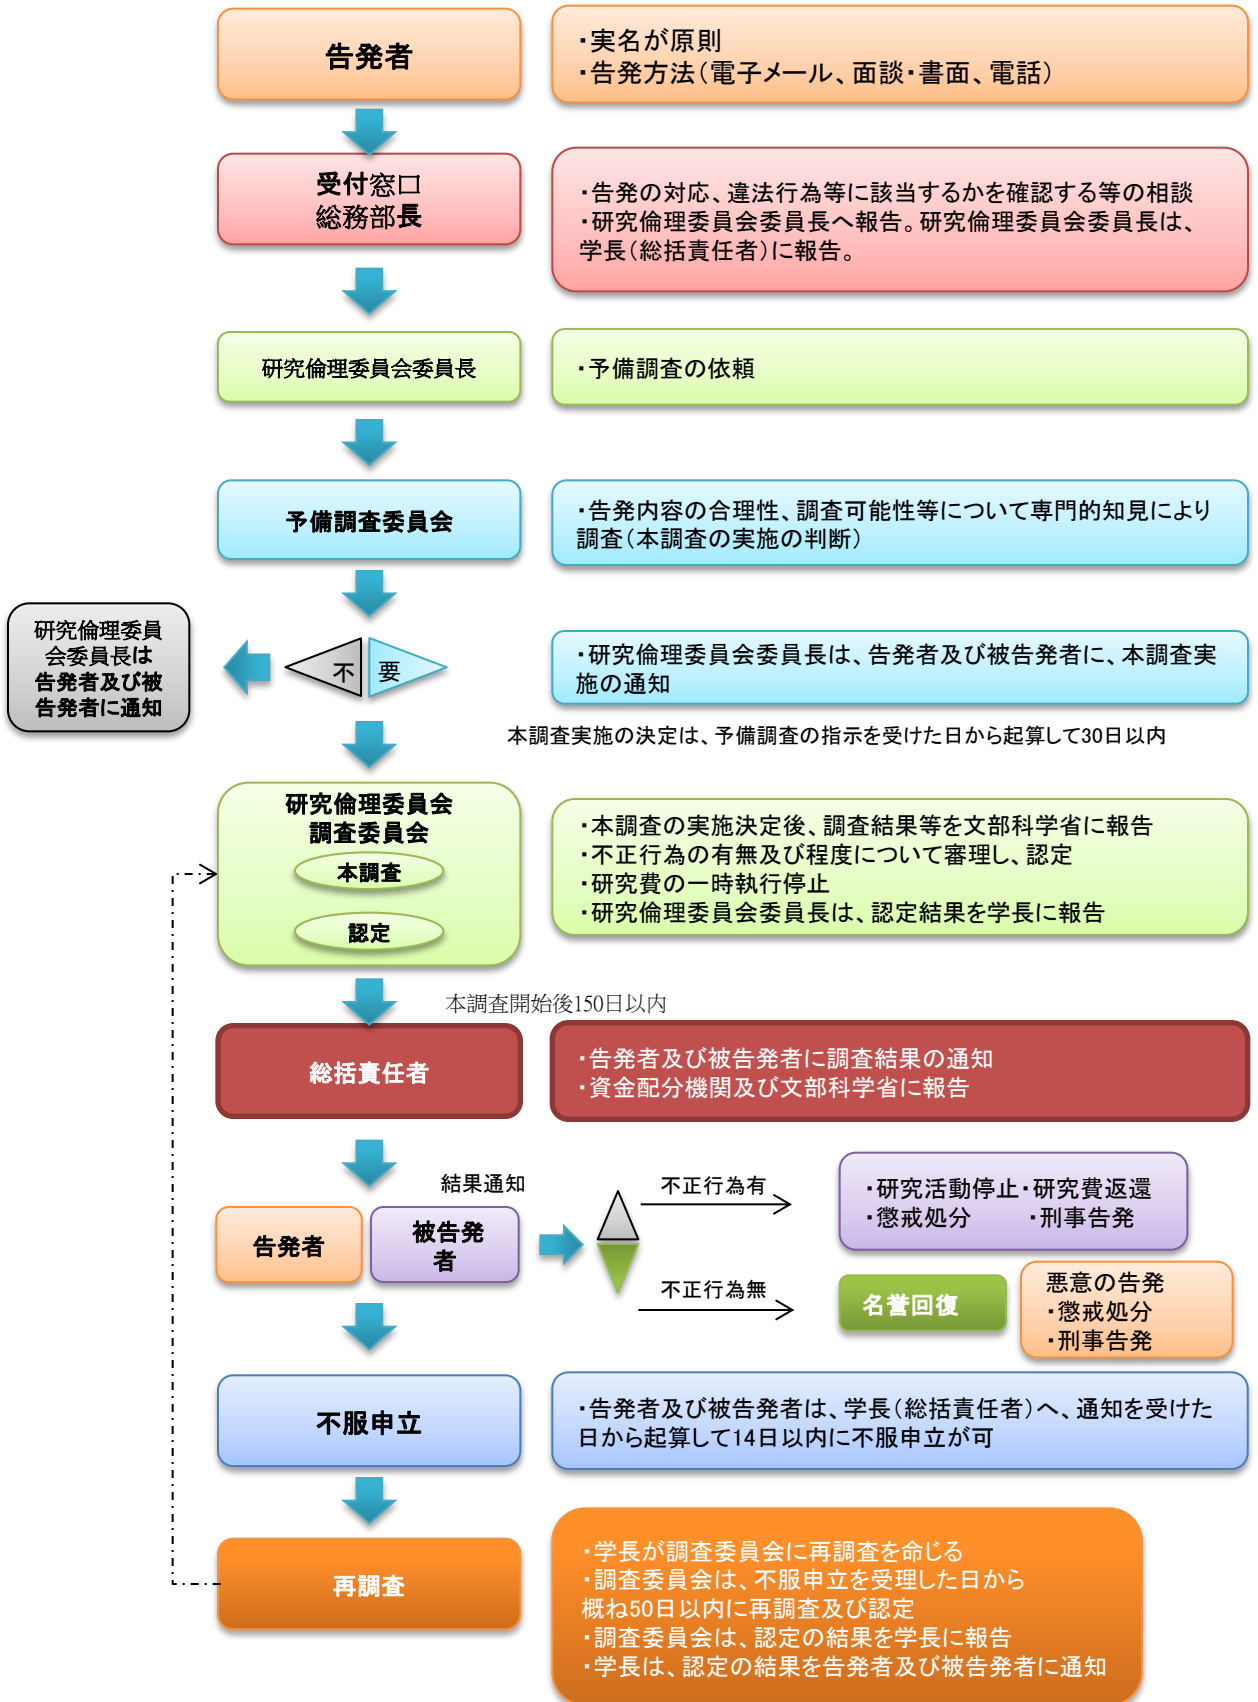 告発者
・実名が原則
・告発方法（電子メール、面談・書面、電話）
受付窓口
総務部長
・告発の対応、違法行為等に該当するかを確認する等の相談
・研究倫理委員会委員長へ報告。研究倫理委員会委員長は、
学長（総括責任者）に報告。
研究倫理委員会委員長
・予備調査の依頼
予備調査委員会
・告発内容の合理性、調査可能性等について専門的知見により
調査（本調査の実施の判断）
研究倫理委員
会委員長は
告発者及び被
告発者に通知
不
要
・研究倫理委員会委員長は、告発者及び被告発者に、本調査実
施の通知
本調査実施の決定は、予備調査の指示を受けた日から起算して30日以内
研究倫理委員会
調査委員会
本調査
認定
・本調査の実施決定後、調査結果等を文部科学省に報告
・不正行為の有無及び程度について審理し、認定
・研究費の一時執行停止
・研究倫理委員会委員長は、認定結果を学長に報告
本調査開始後150日以内
総括責任者
・告発者及び被告発者に調査結果の通知
・資金配分機関及び文部科学省に報告
結果通知
告発者
被告発
者
不正行為有
・研究活動停止・研究費返還
・懲戒処分　　・刑事告発
不正行為無
名誉回復
悪意の告発
・懲戒処分
・刑事告発
不服申立
・告発者及び被告発者は、学長（総括責任者）へ、通知を受けた
日から起算して14日以内に不服申立が可
再調査
・学長が調査委員会に再調査を命じる
・調査委員会は、不服申立を受理した日から
概ね50日以内に再調査及び認定
・調査委員会は、認定の結果を学長に報告
・学長は、認定の結果を告発者及び被告発者に通知